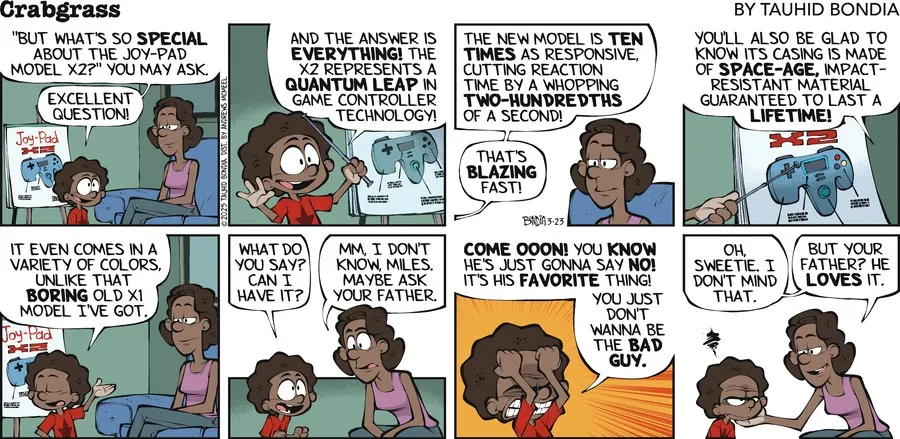 Crabgrass
BY TAUHID BONDIA
"BUT WHAT'S SO SPECIAL
ABOUT THE JOY-PAD
MODEL X2?" YOU MAY ASK.
EXCELLENT
QUESTION!
Joy-Pad
X2
©2025 TAUHID BONDIA. DIST. BY ANDREWS MCMEEL
AND THE ANSWER IS
EVERYTHING! THE
X2 REPRESENTS A
QUANTUM LEAP IN
GAME CONTROLLER
TECHNOLOGY!
THE NEW MODEL IS TEN
TIMES AS RESPONSIVE,
CUTTING REACTION
TIME BY A WHOPPING
TWO-HUNDREDTHS
OF A SECOND!
THAT'S
BLAZING
FAST!
BONDIA 3-23
YOU'LL ALSO BE GLAD TO
KNOW ITS CASING IS MADE
OF SPACE-AGE, IMPACT-
RESISTANT MATERIAL
GUARANTEED TO LAST A
LIFETIME!
X2
IT EVEN COMES IN A
VARIETY OF COLORS,
UNLIKE THAT
BORING OLD X1
MODEL I'VE GOT.
Joy-Pad
X2
WHAT DO
YOU SAY?
CAN I
HAVE IT?
MM, I DON'T
KNOW, MILES.
MAYBE ASK
YOUR FATHER.
COME OOON! YOU KNOW
HE'S JUST GONNA SAY NO!
IT'S HIS FAVORITE THING!
YOU JUST
DON'T
WANNA BE
THE BAD
GUY.
OH,
SWEETIE. I
DON'T MIND
THAT.
BUT YOUR
FATHER? HE
LOVES IT.